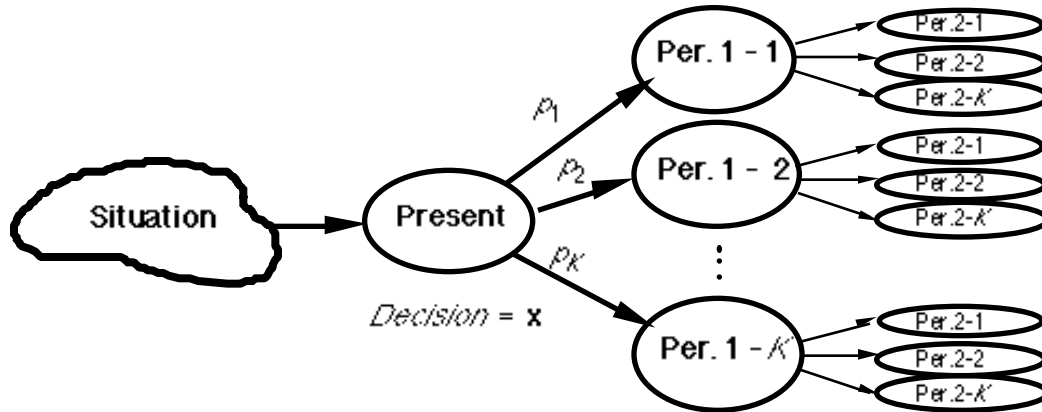 Situation
Present
Decision = x
p1
p2
pK
Per. 1 - 1
Per. 1 - 2
⋮
Per. 1 - K
Per.2-1
Per.2-2
Per.2-K
Per.2-1
Per.2-2
Per.2-K
Per.2-1
Per.2-2
Per.2-K